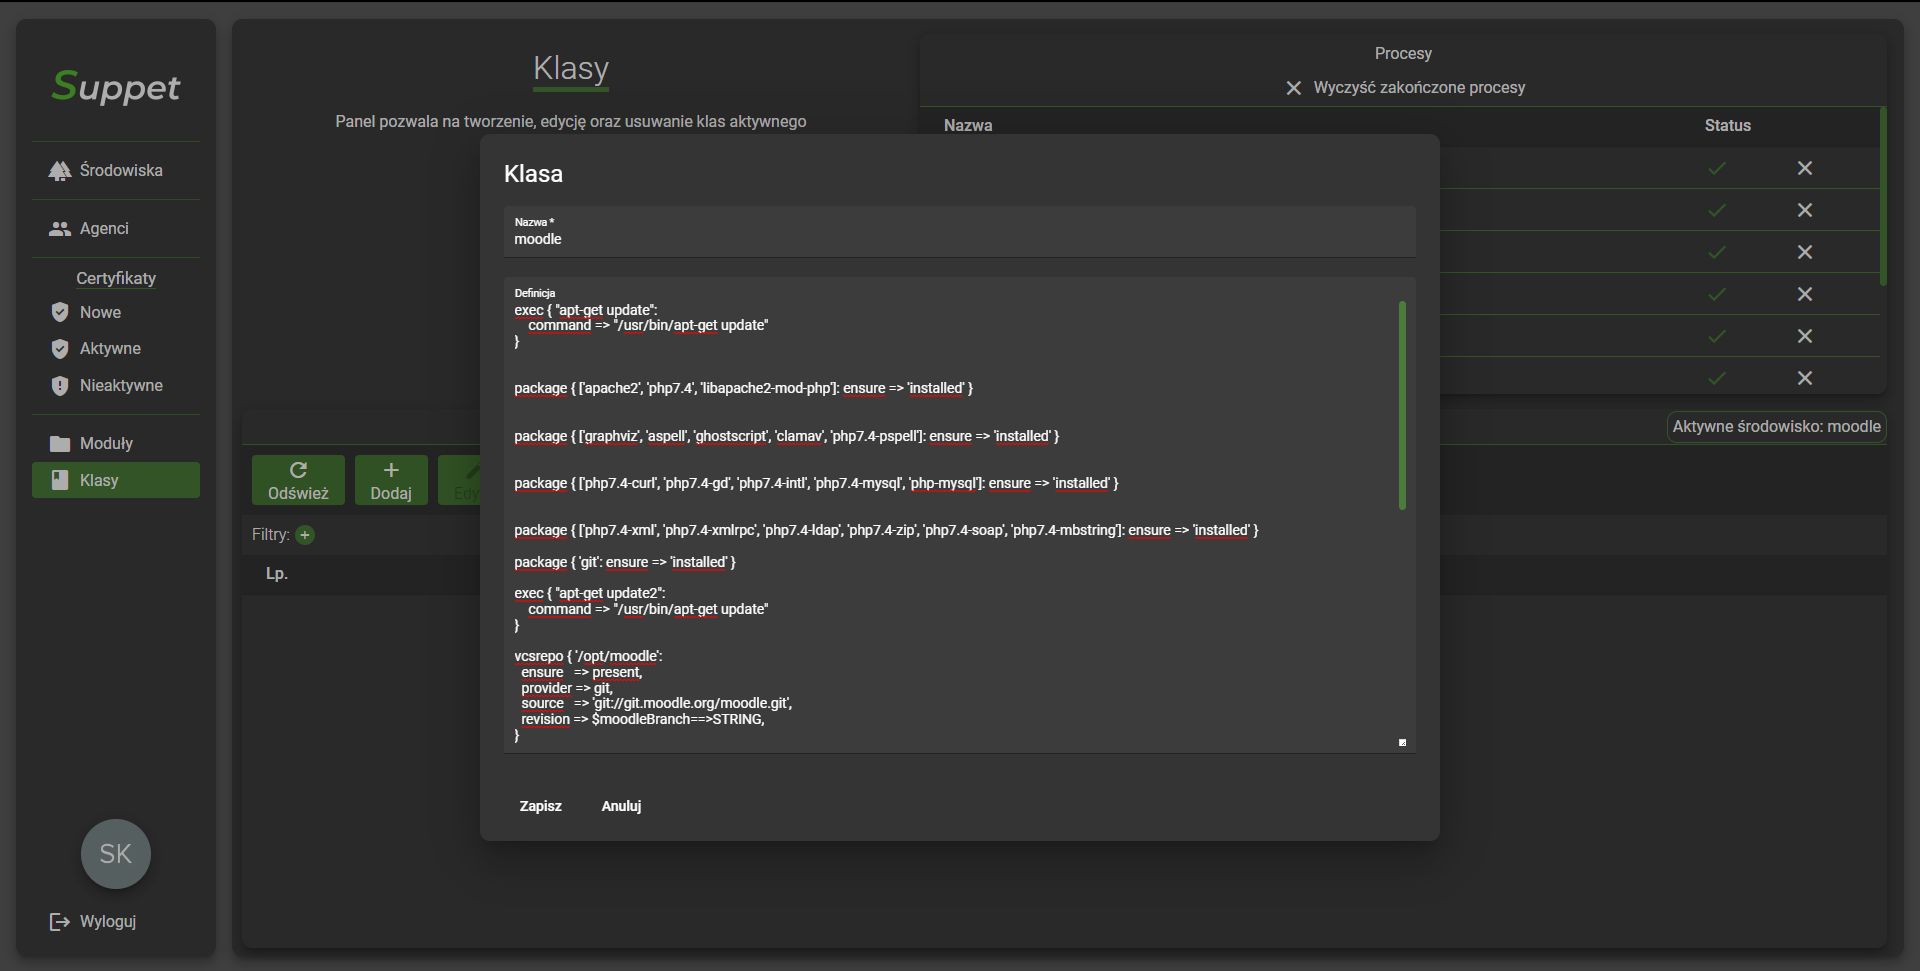 Suppet
Środowiska
Agenci
Certyfikaty
Nowe
Aktywne
Nieaktywne
Moduły
Klasy
SK
Wyloguj
Klasy
Panel pozwala na tworzenie, edycję oraz usuwanie klas aktywnego
Procesy
Wyczyść zakończone procesy
Nazwa
Status
Aktywne środowisko: moodle
Odśwież
Dodaj
Filtry:
Lp.
Klasa
Nazwa *
moodle
Definicja
exec { "apt-get update":
command => "/usr/bin/apt-get update"
}
package { ['apache2', 'php7.4', 'libapache2-mod-php']: ensure => 'installed' }
package { ['graphviz', 'aspell', 'ghostscript', 'clamav', 'php7.4-pspell']: ensure => 'installed' }
package { ['php7.4-curl', 'php7.4-gd', 'php7.4-intl', 'php7.4-mysql', 'php-mysql']: ensure => 'installed' }
package { ['php7.4-xml', 'php7.4-xmlrpc', 'php7.4-ldap', 'php7.4-zip', 'php7.4-soap', 'php7.4-mbstring']: ensure => 'installed' }
package { 'git': ensure => 'installed' }
exec { "apt-get update2":
command => "/usr/bin/apt-get update"
}
vcsrepo { '/opt/moodle':
ensure => present,
provider => git,
source => 'git://git.moodle.org/moodle.git',
revision => $moodleBranch==>STRING,
}
Zapisz
Anuluj